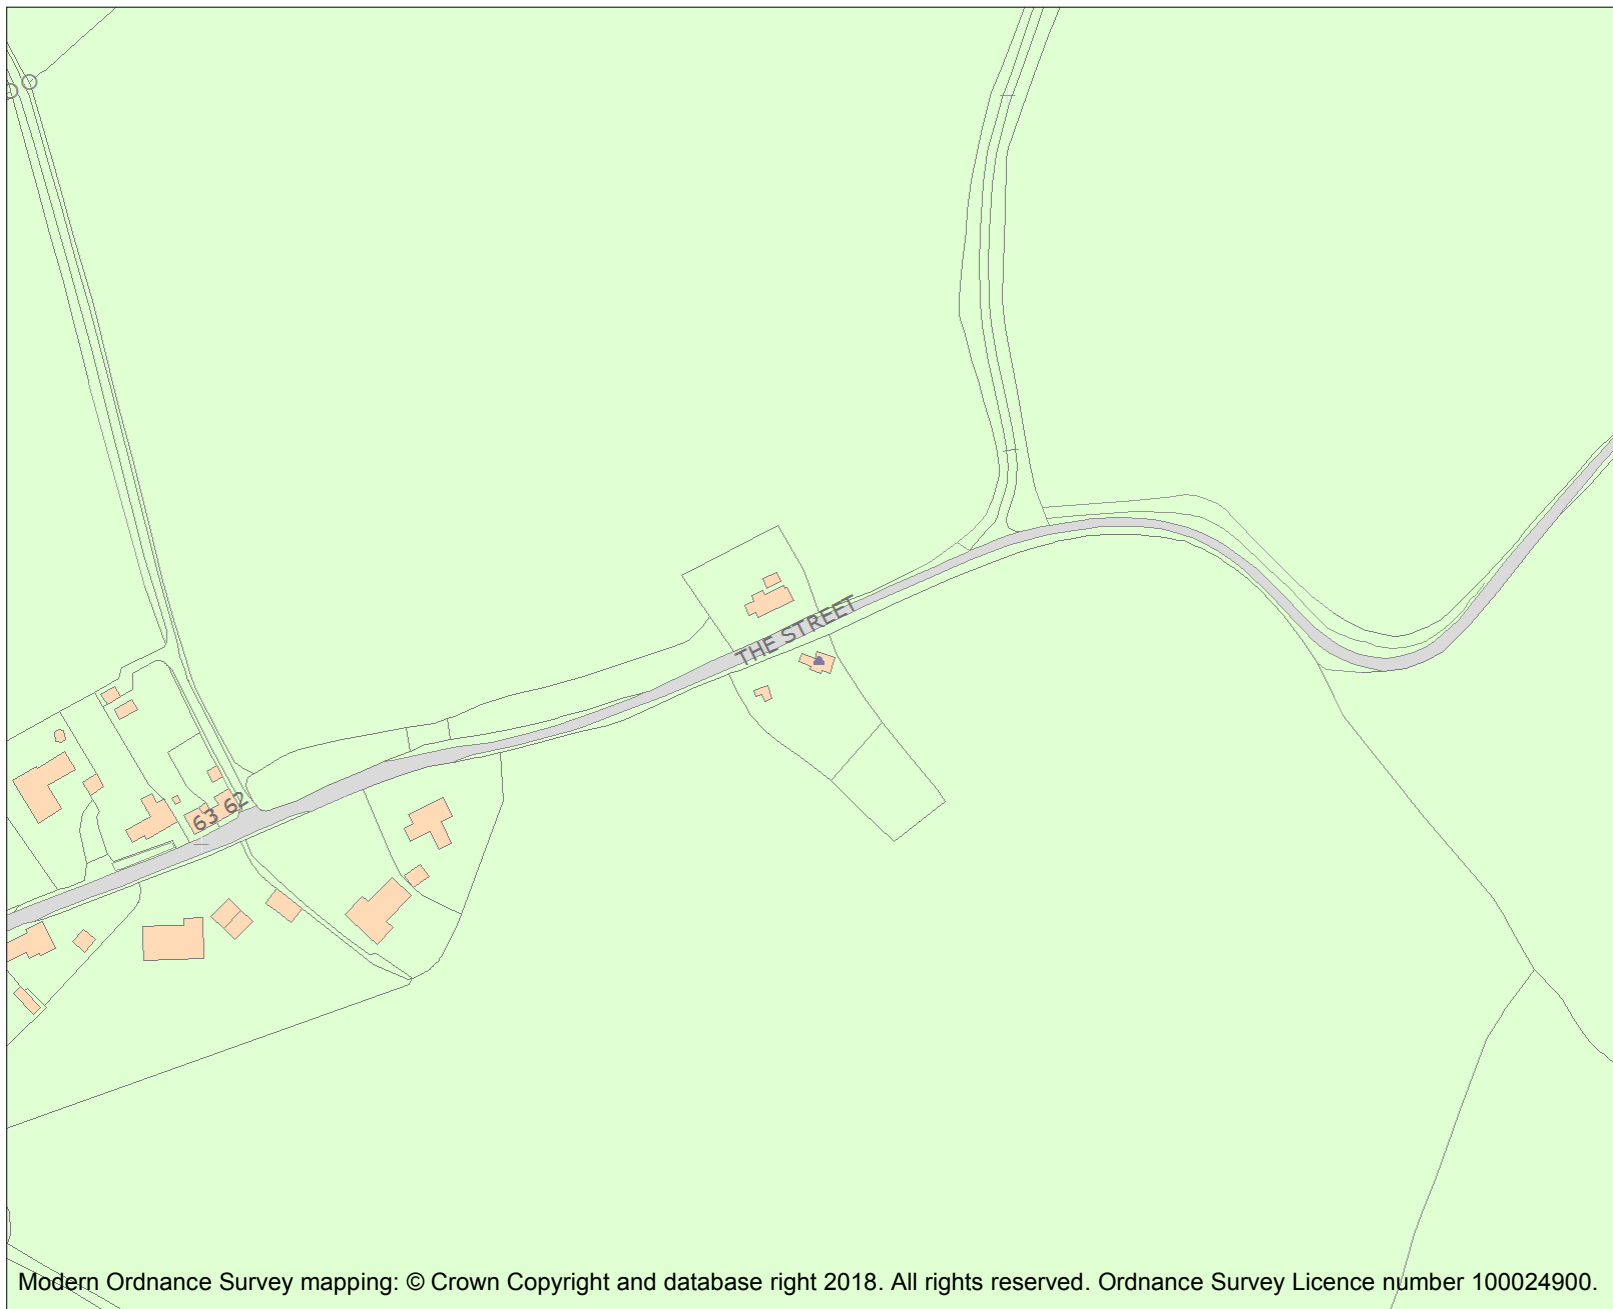 THE STREET
63 62
Modern Ordnance Survey mapping: © Crown Copyright and database right 2018. All rights reserved. Ordnance Survey Licence number 100024900.